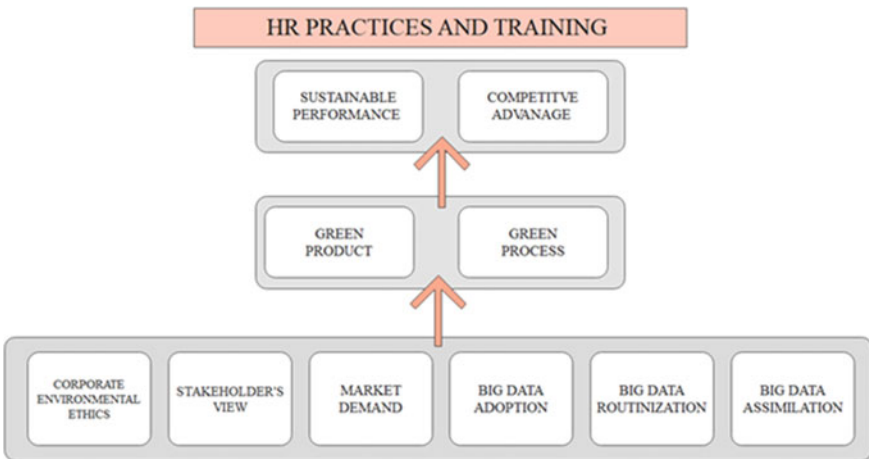 HR PRACTICES AND TRAINING
SUSTAINABLE
PERFORMANCE
COMPETITVE
ADVANAGE
GREEN
PRODUCT
GREEN
PROCESS
CORPORATE
ENVIRONMENTAL
ETHICS
STAKEHOLDER'S
VIEW
MARKET
DEMAND
BIG DATA
ADOPTION
BIG DATA
ROUTINIZATION
BIG DATA
ASSIMILATION